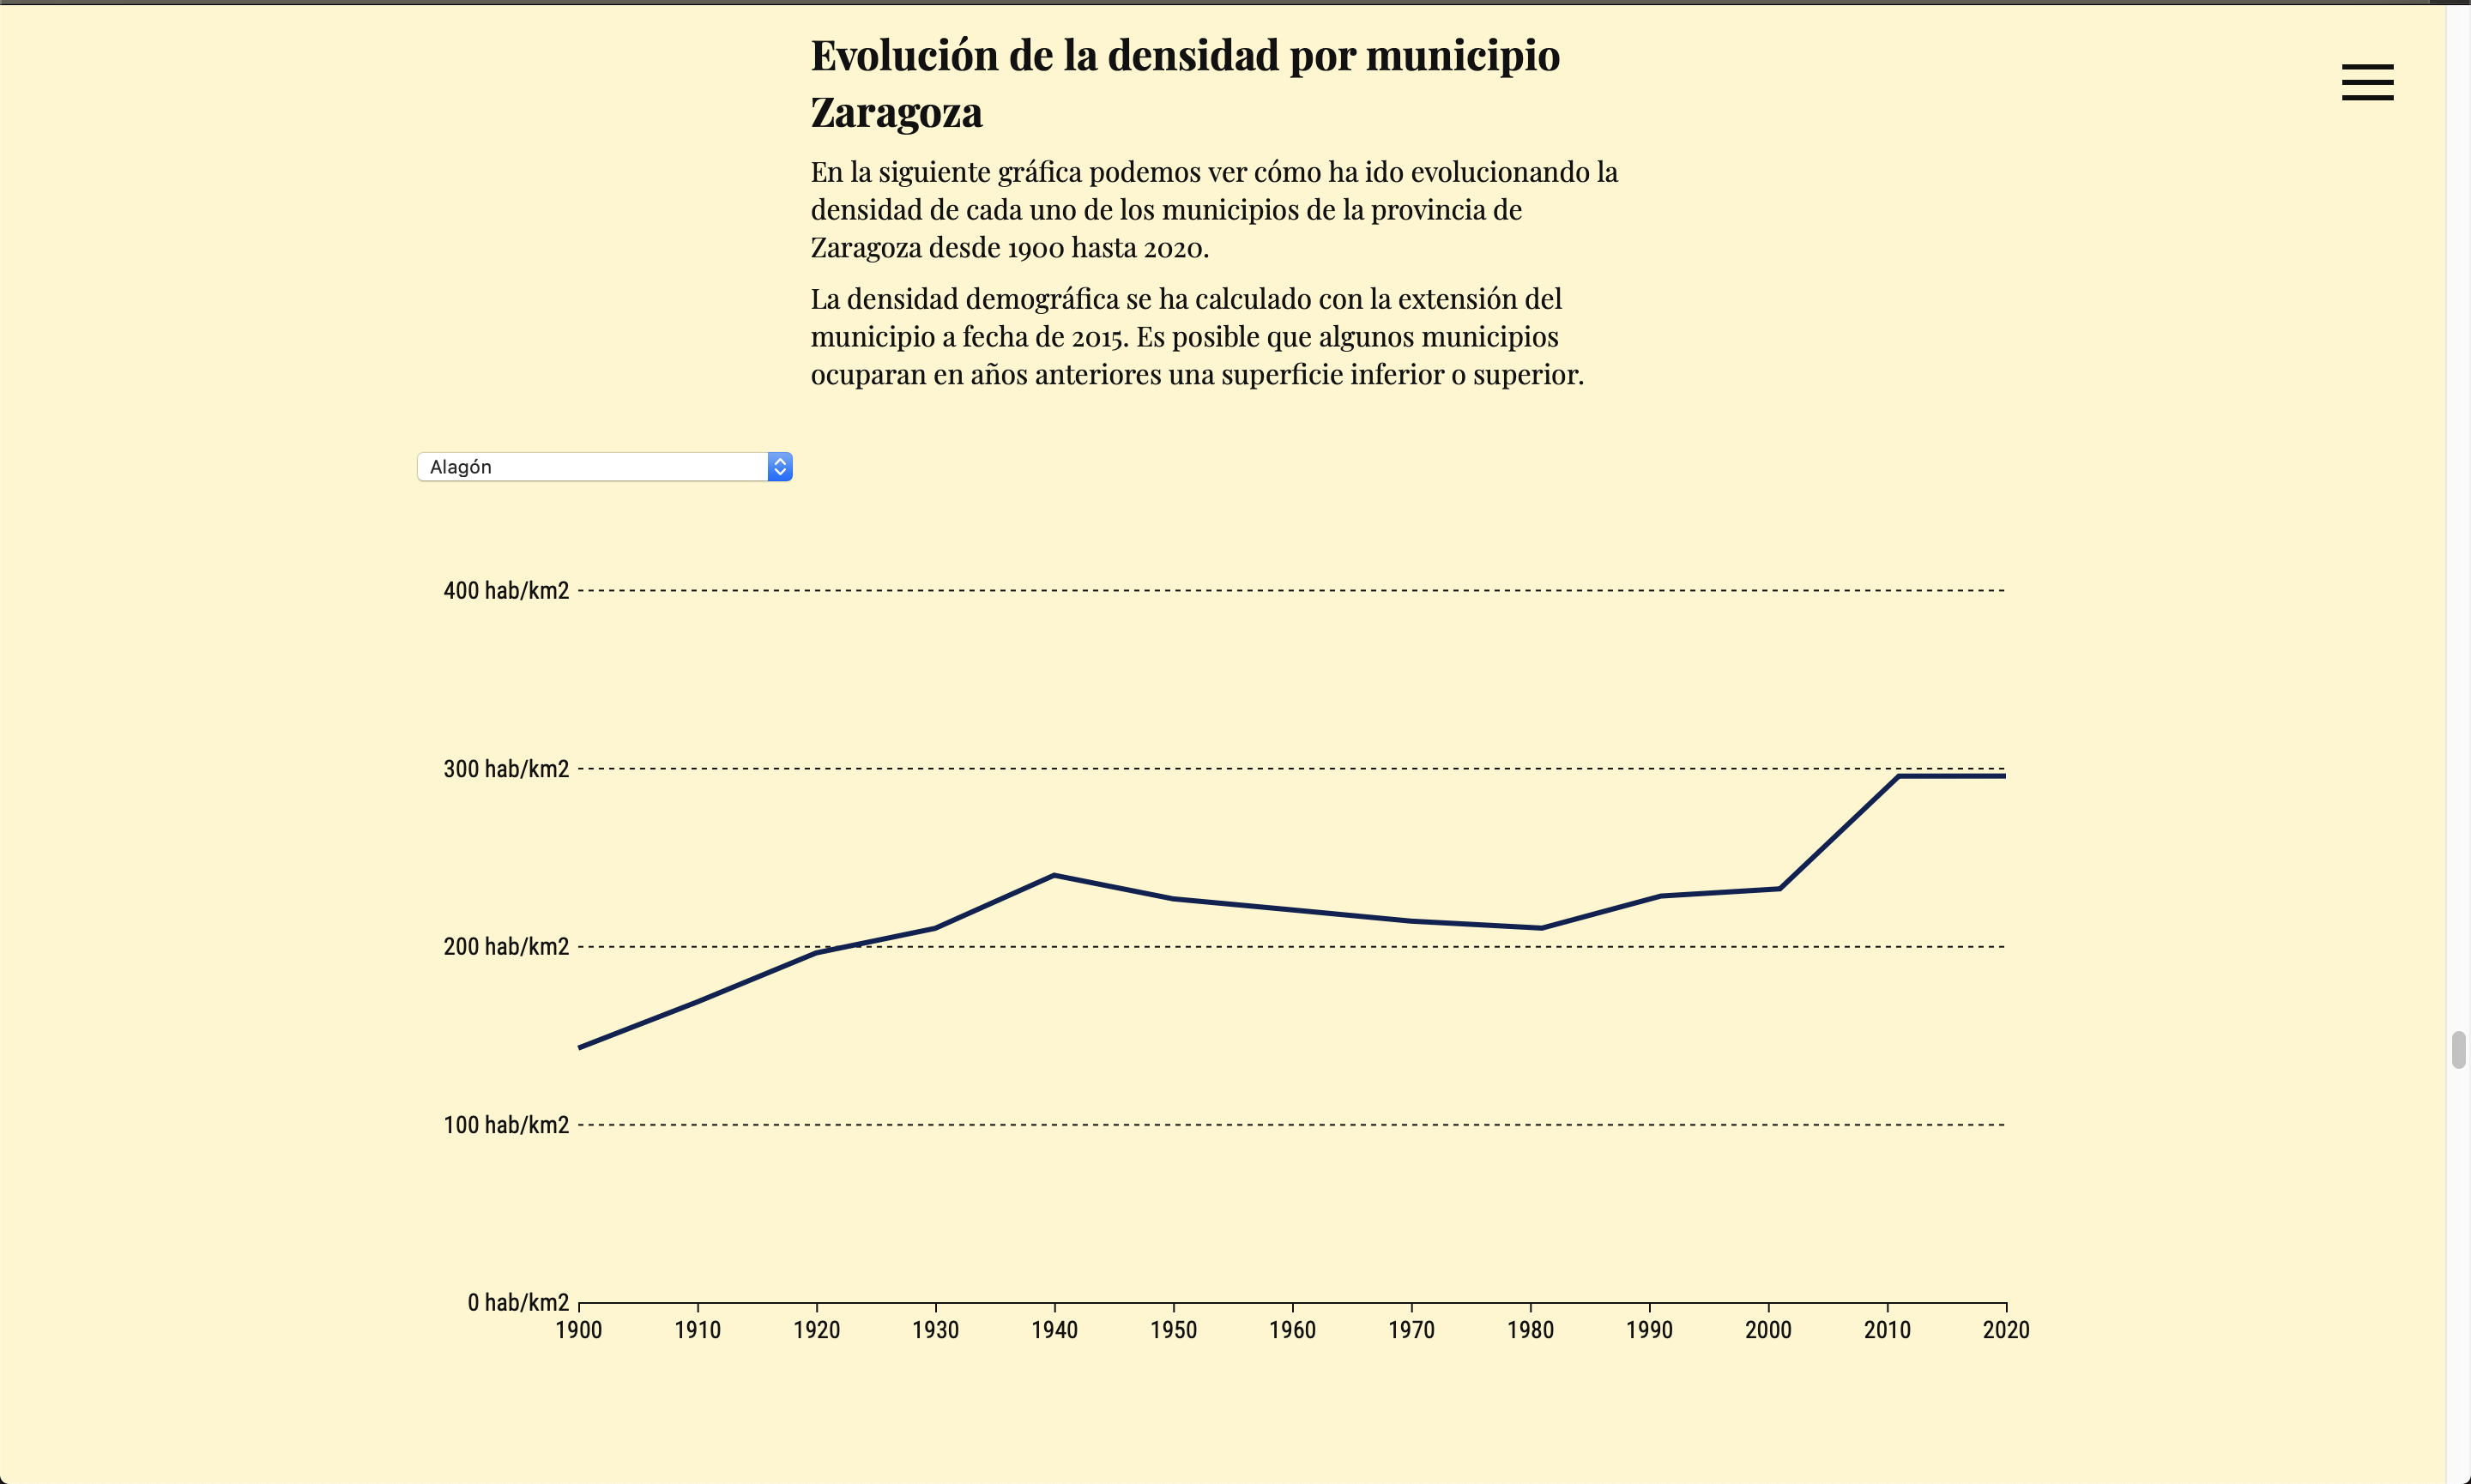 Evolución de la densidad por municipio
Zaragoza
En la siguiente gráfica podemos ver cómo ha ido evolucionando la
densidad de cada uno de los municipios de la provincia de
Zaragoza desde 1900 hasta 2020.
La densidad demográfica se ha calculado con la extensión del
municipio a fecha de 2015. Es posible que algunos municipios
ocuparan en años anteriores una superficie inferior o superior.
Alagón
400 hab/km2
300 hab/km2
200 hab/km2
100 hab/km2
0 hab/km2
1900 1910 1920 1930 1940 1950 1960 1970 1980 1990 2000 2010 2020